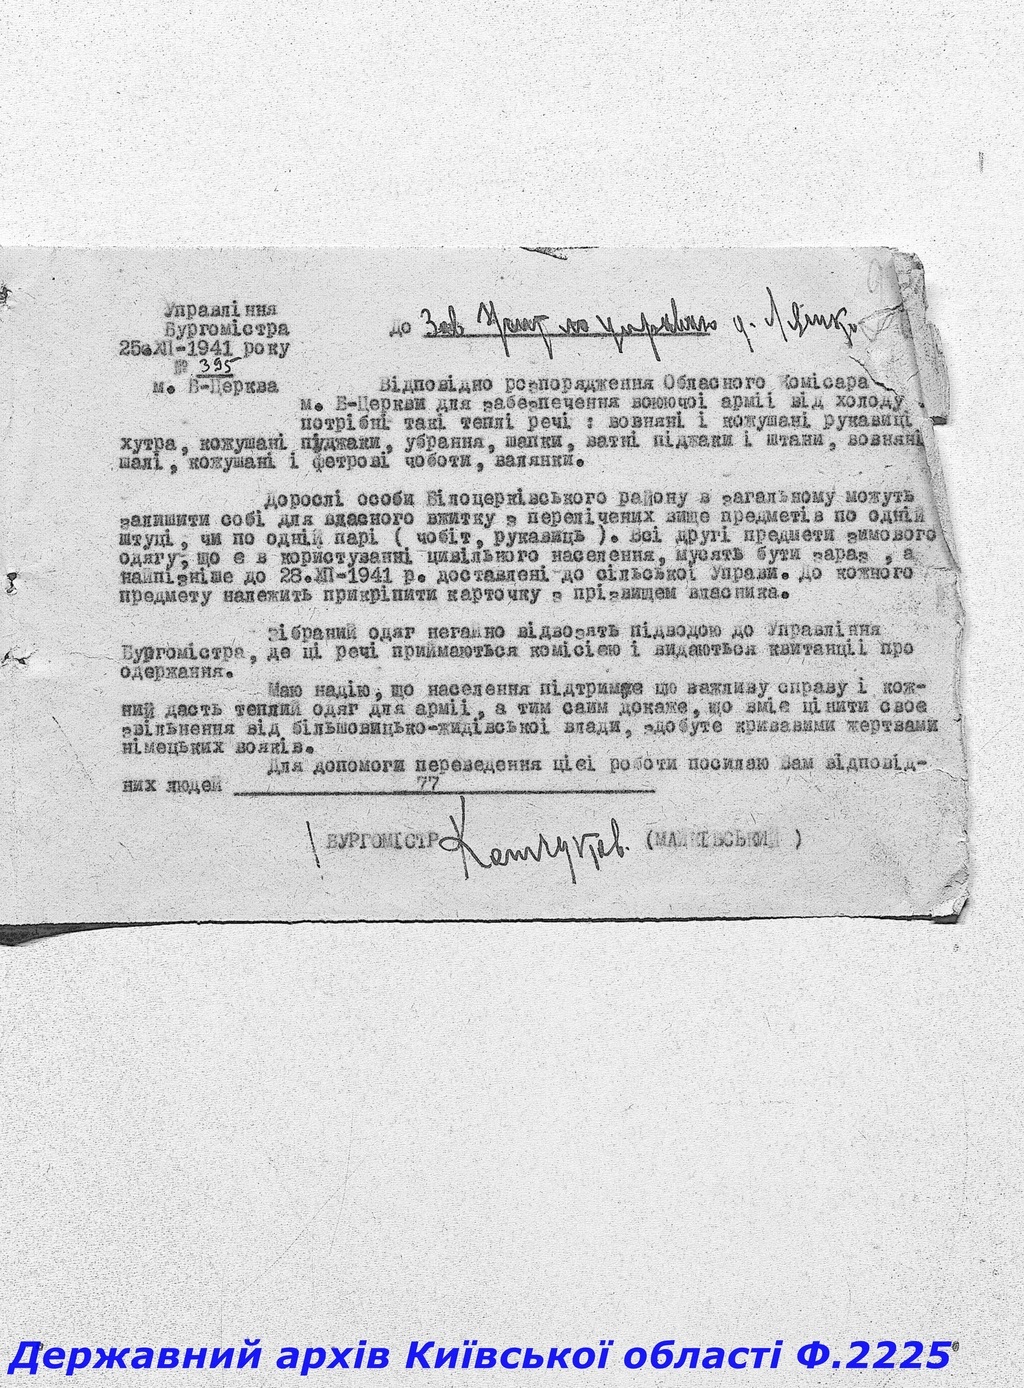 Управління
Бургомістра
25.XII-1941 року
№ 395
м. Б-Церква
до Зав
Відповідно розпорядження Обласного Комісара
м. Б-Церкви для забезпечення воюючої армії від холоду
потрібні такі теплі речі : вовняні і кожушані рукавиці
хутра, кожушані піджаки, убрання, шапки, ватні піджаки і штани, вовняні
шалі, кожушані і фетрові чоботи, валянки.
Дорослі особи Білоцерківського району в загальному можуть
залишити собі для власного вжитку з перелічених вище предметів по одній
штуці, чи по одній парі ( чобіт, рукавиць ). Всі другі предмети зимового
одягу, що є в користуванні цивільного населення, мусять бути зараз, а
найпізніше до 28.XII-1941 р. доставлені до сільської Управи. До кожного
предмету належить прикріпити карточку з прізвищем власника.
Зібраний одяг негайно відвозять підводою до Управління
Бургомістра, де ці речі приймаються комісією і видаються квитанції про
одержання.
Маю надію, що населення підтримає цю важливу справу і кож-
ний дасть теплий одяг для армії, а тим саим докаже, що вміє цінити своє
звільнення від більшовицько-жидівської влади, здобуте кривавими жертвами
німецьких вояків.
Для допомоги переведення цієї роботи посилаю Вам відповід-
них людей 77
БУРГОМІСТР (МАЙКІВСЬКИЙ )
Державний архів Київської області Ф.2225